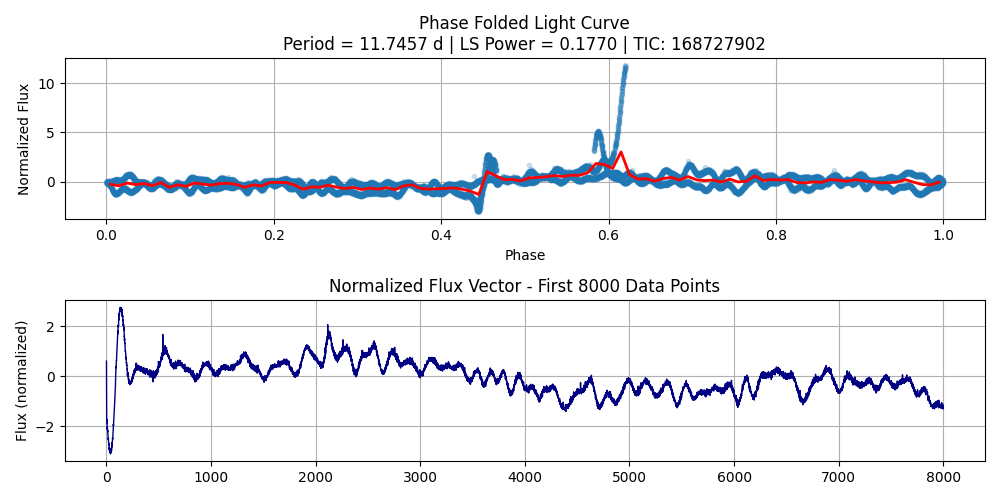 Phase Folded Light Curve
Period = 11.7457 d | LS Power = 0.1770 | TIC: 168727902
Normalized Flux
10
5
0
0.0 0.2 0.4 0.6 0.8 1.0
Phase
Normalized Flux Vector - First 8000 Data Points
Flux (normalized)
2
0
−2
0 1000 2000 3000 4000 5000 6000 7000 8000